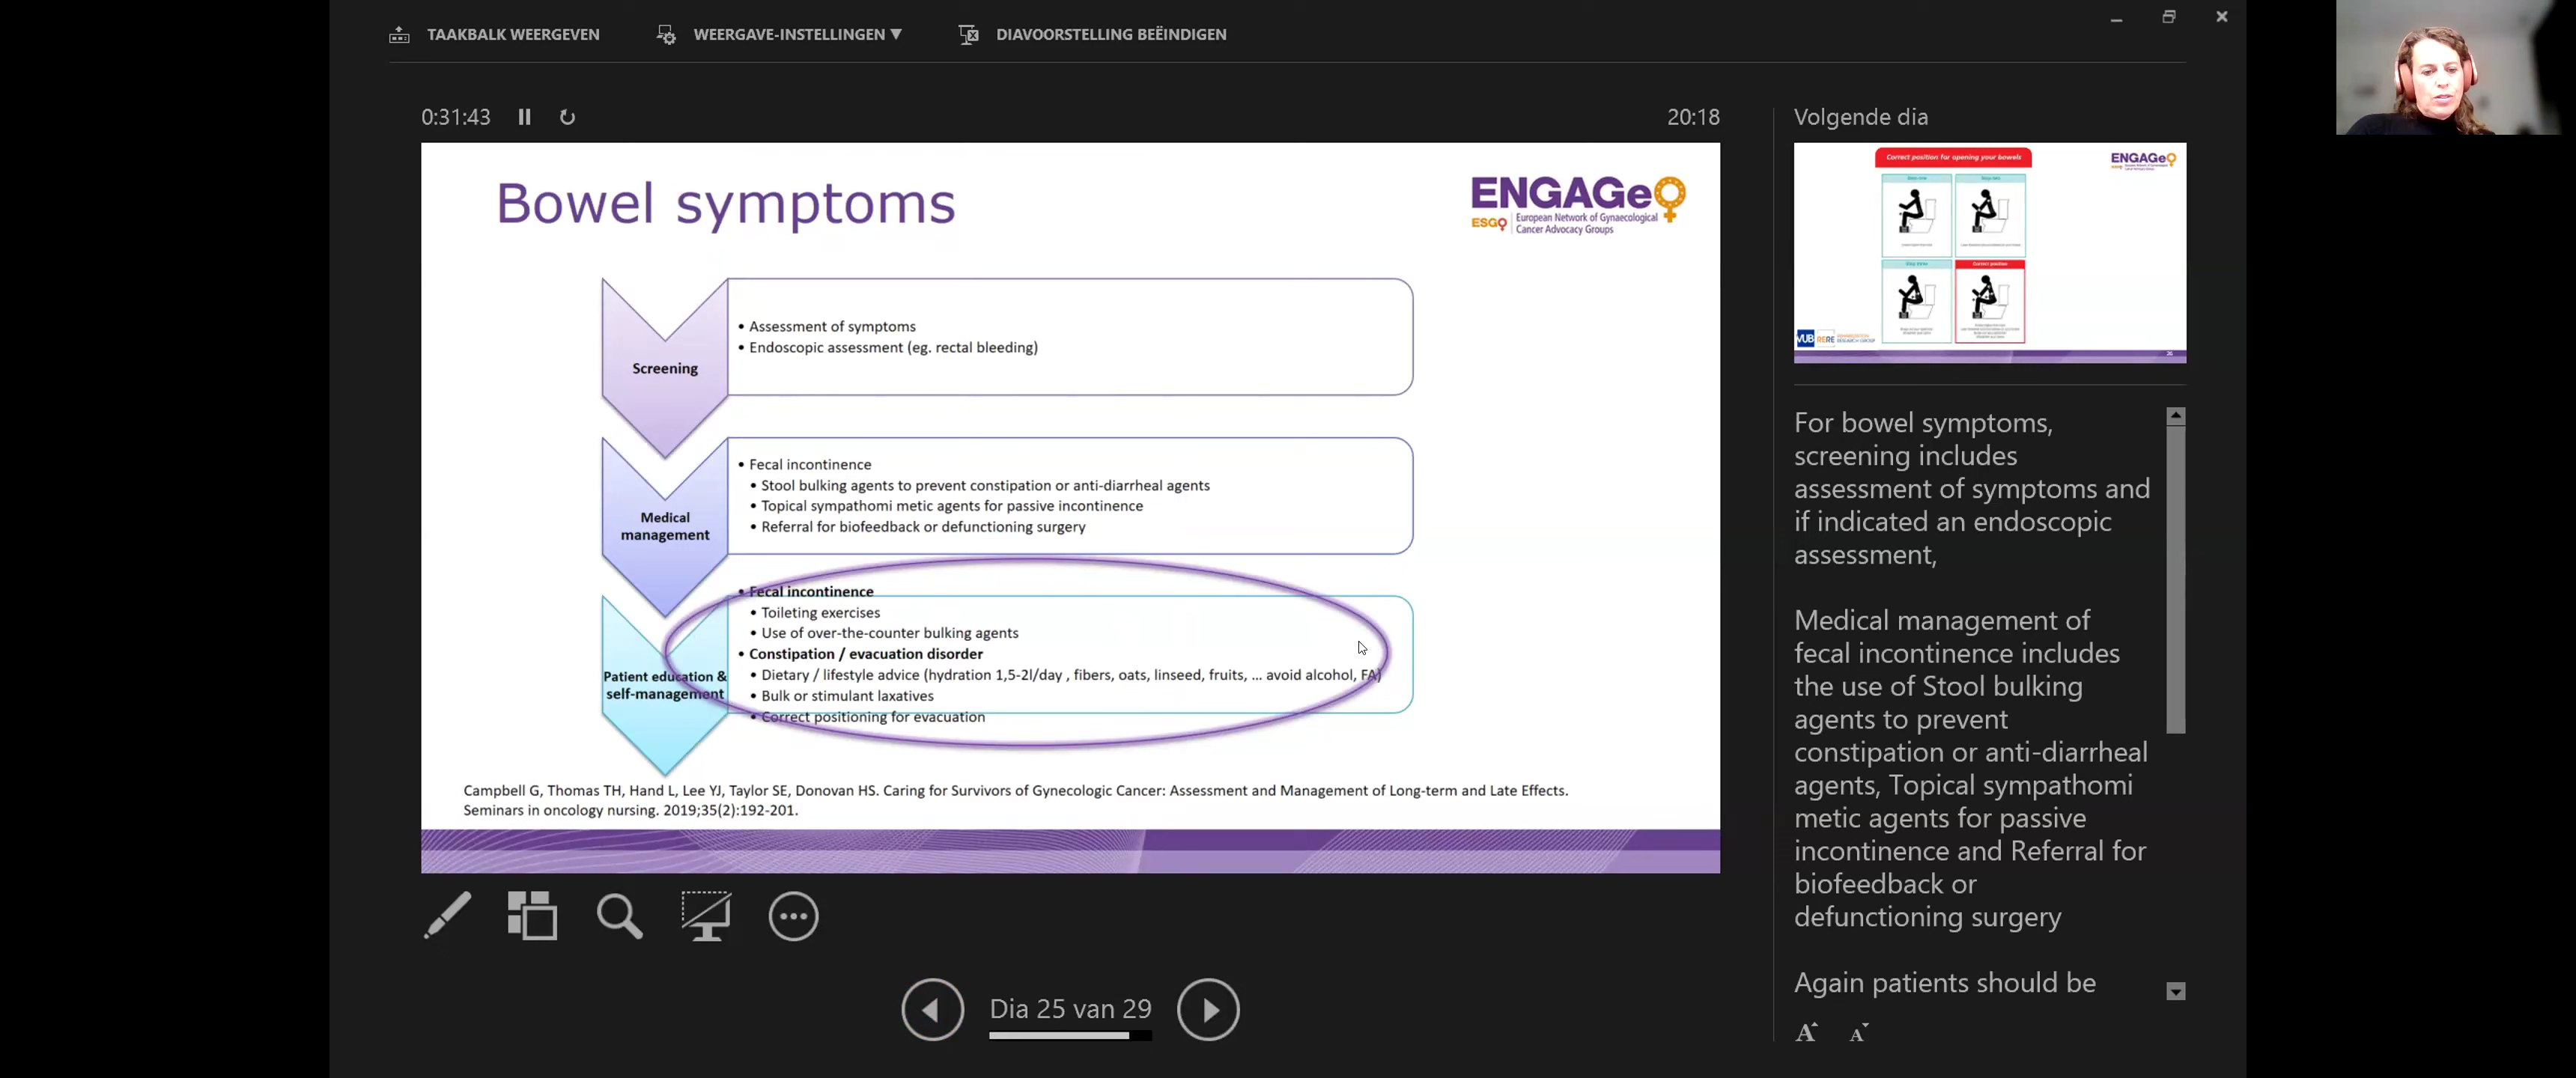 TAAKBALK WEERGEVEN
WEERGAVE-INSTELLINGEN ▼
DIAVOORSTELLING BEËINDIGEN
0:31:43
20:18
Bowel symptoms
ENGAGe
ESGO
European Network of Gynaecological
Cancer Advocacy Groups
Screening
• Assessment of symptoms
• Endoscopic assessment (eg. rectal bleeding)
Medical
management
• Fecal incontinence
• Stool bulking agents to prevent constipation or anti-diarrheal agents
• Topical sympathomi metic agents for passive incontinence
• Referral for biofeedback or defunctioning surgery
Patient education &
self-management
• Fecal incontinence
• Toileting exercises
• Use of over-the-counter bulking agents
• Constipation / evacuation disorder
• Dietary / lifestyle advice (hydration 1,5-2l/day , fibers, oats, linseed, fruits, ... avoid alcohol, FA)
• Bulk or stimulant laxatives
• Correct positioning for evacuation
Campbell G, Thomas TH, Hand L, Lee YJ, Taylor SE, Donovan HS. Caring for Survivors of Gynecologic Cancer: Assessment and Management of Long-term and Late Effects.
Seminars in oncology nursing. 2019;35(2):192-201.
Dia 25 van 29
Volgende dia
Correct position for opening your bowels
ENGAGe
Correct position
VUB
RERE
For bowel symptoms,
screening includes
assessment of symptoms and
if indicated an endoscopic
assessment,
Medical management of
fecal incontinence includes
the use of Stool bulking
agents to prevent
constipation or anti-diarrheal
agents, Topical sympathomi
metic agents for passive
incontinence and Referral for
biofeedback or
defunctioning surgery
Again patients should be
A A